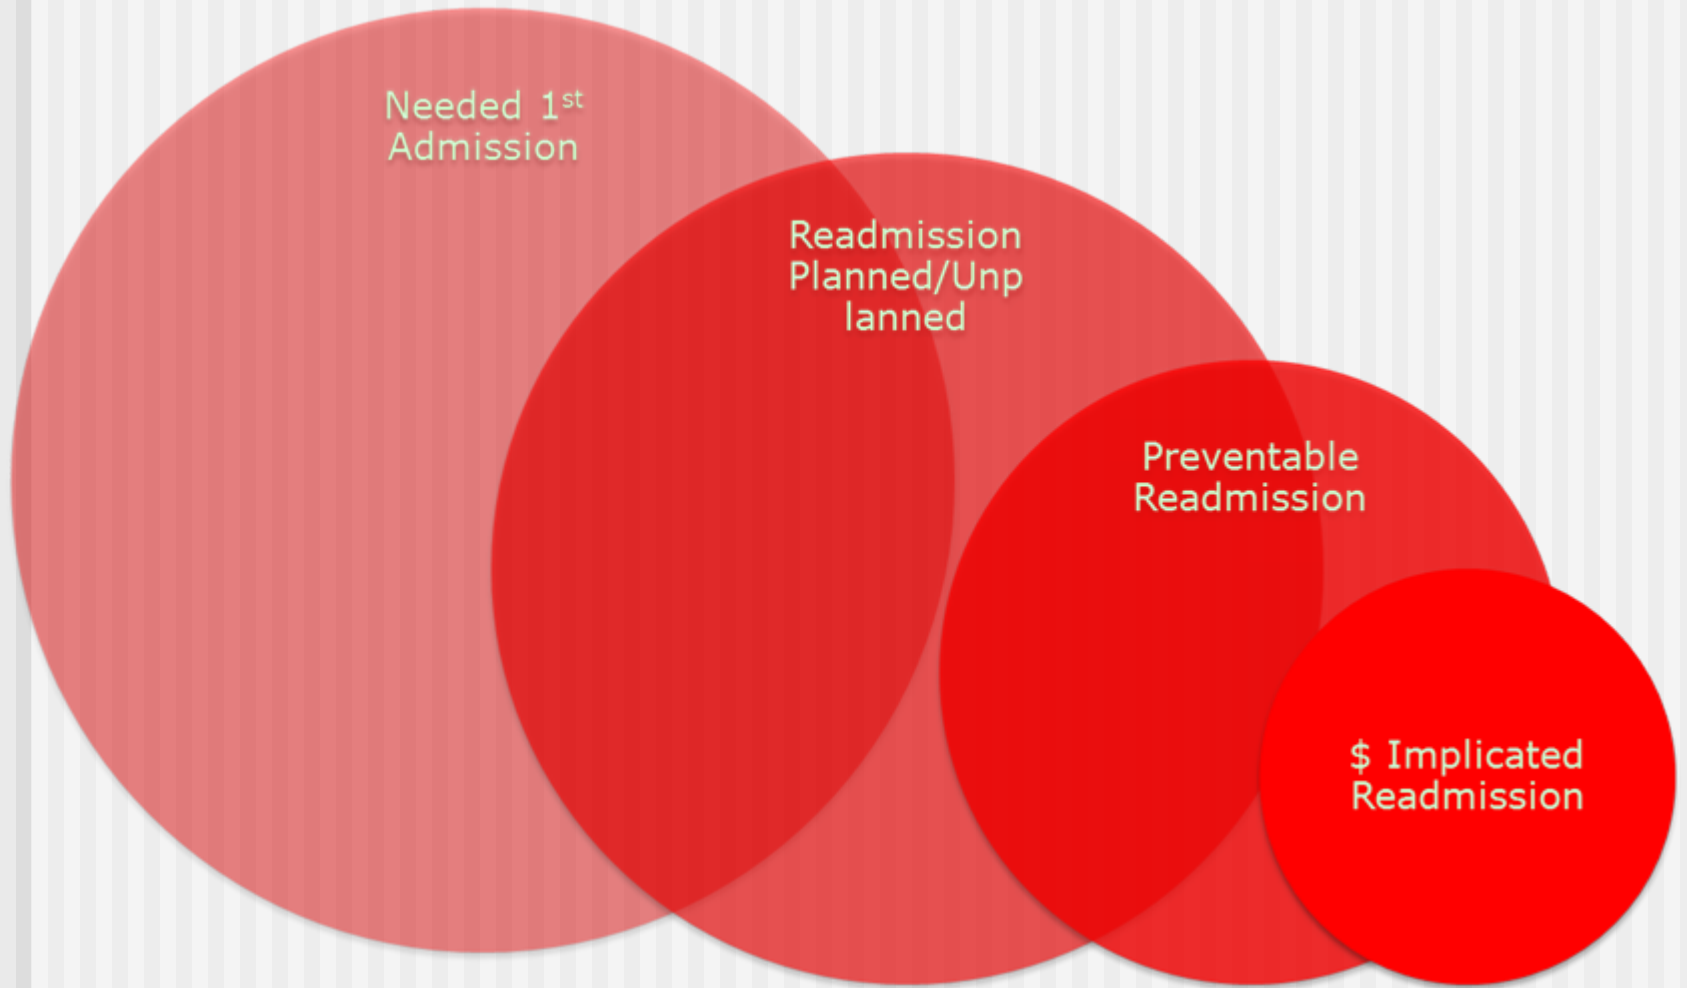 Needed 1st
Admission
Readmission
Planned/Unp
lanned
Preventable
Readmission
$ Implicated
Readmission